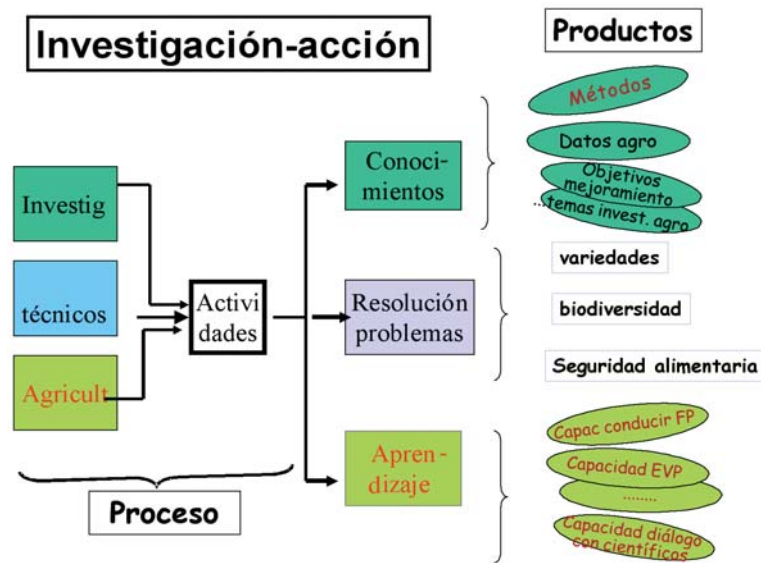 Investigación-acción
Productos
Investig
técnicos
Agricult
Activi
dades
Proceso
Conoci-
mientos
Resolución
problemas
Apren-
dizaje
Métodos
Datos agro
Objetivos
mejoramiento
...temas invest. agro
variedades
biodiversidad
Seguridad alimentaria
Capac conducir FP
Capacidad EVP
........
Capacidad diálogo
con científicos